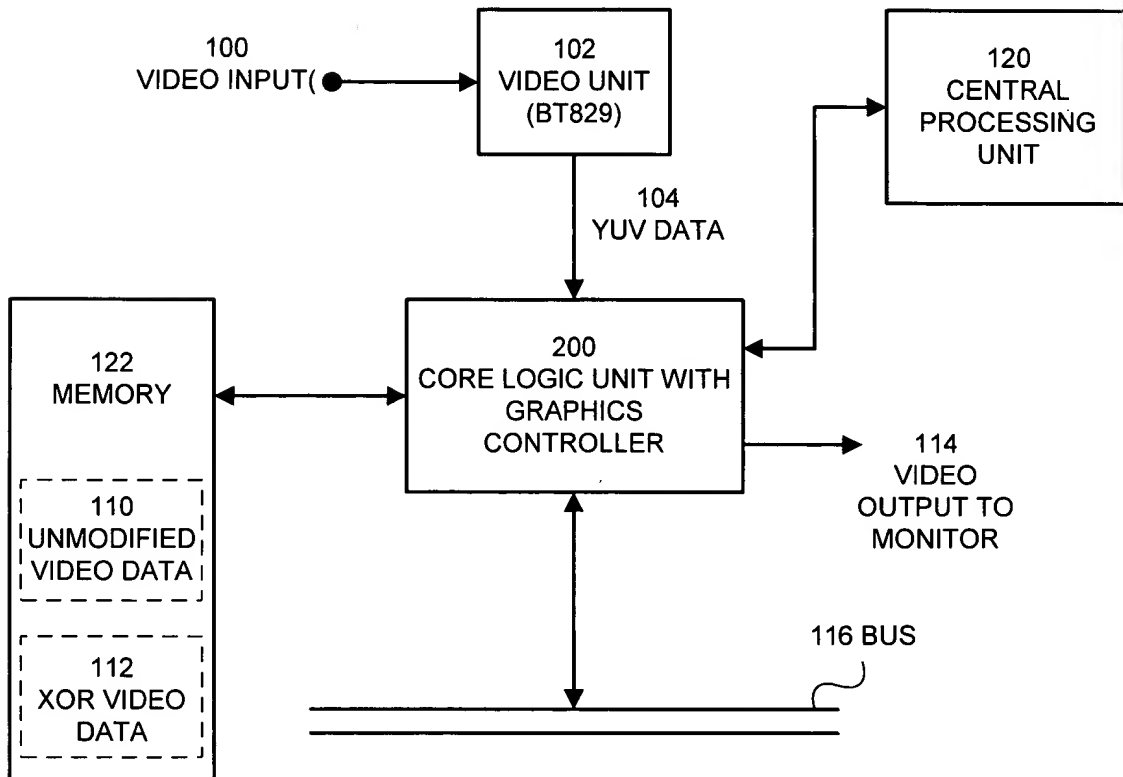 100
VIDEO INPUT(
102
VIDEO UNIT
(BT829)
120
CENTRAL
PROCESSING
UNIT
104
YUV DATA
122
MEMORY
200
CORE LOGIC UNIT WITH
GRAPHICS
CONTROLLER
114
VIDEO
OUTPUT TO
MONITOR
110
UNMODIFIED
VIDEO DATA
112
XOR VIDEO
DATA
116 BUS